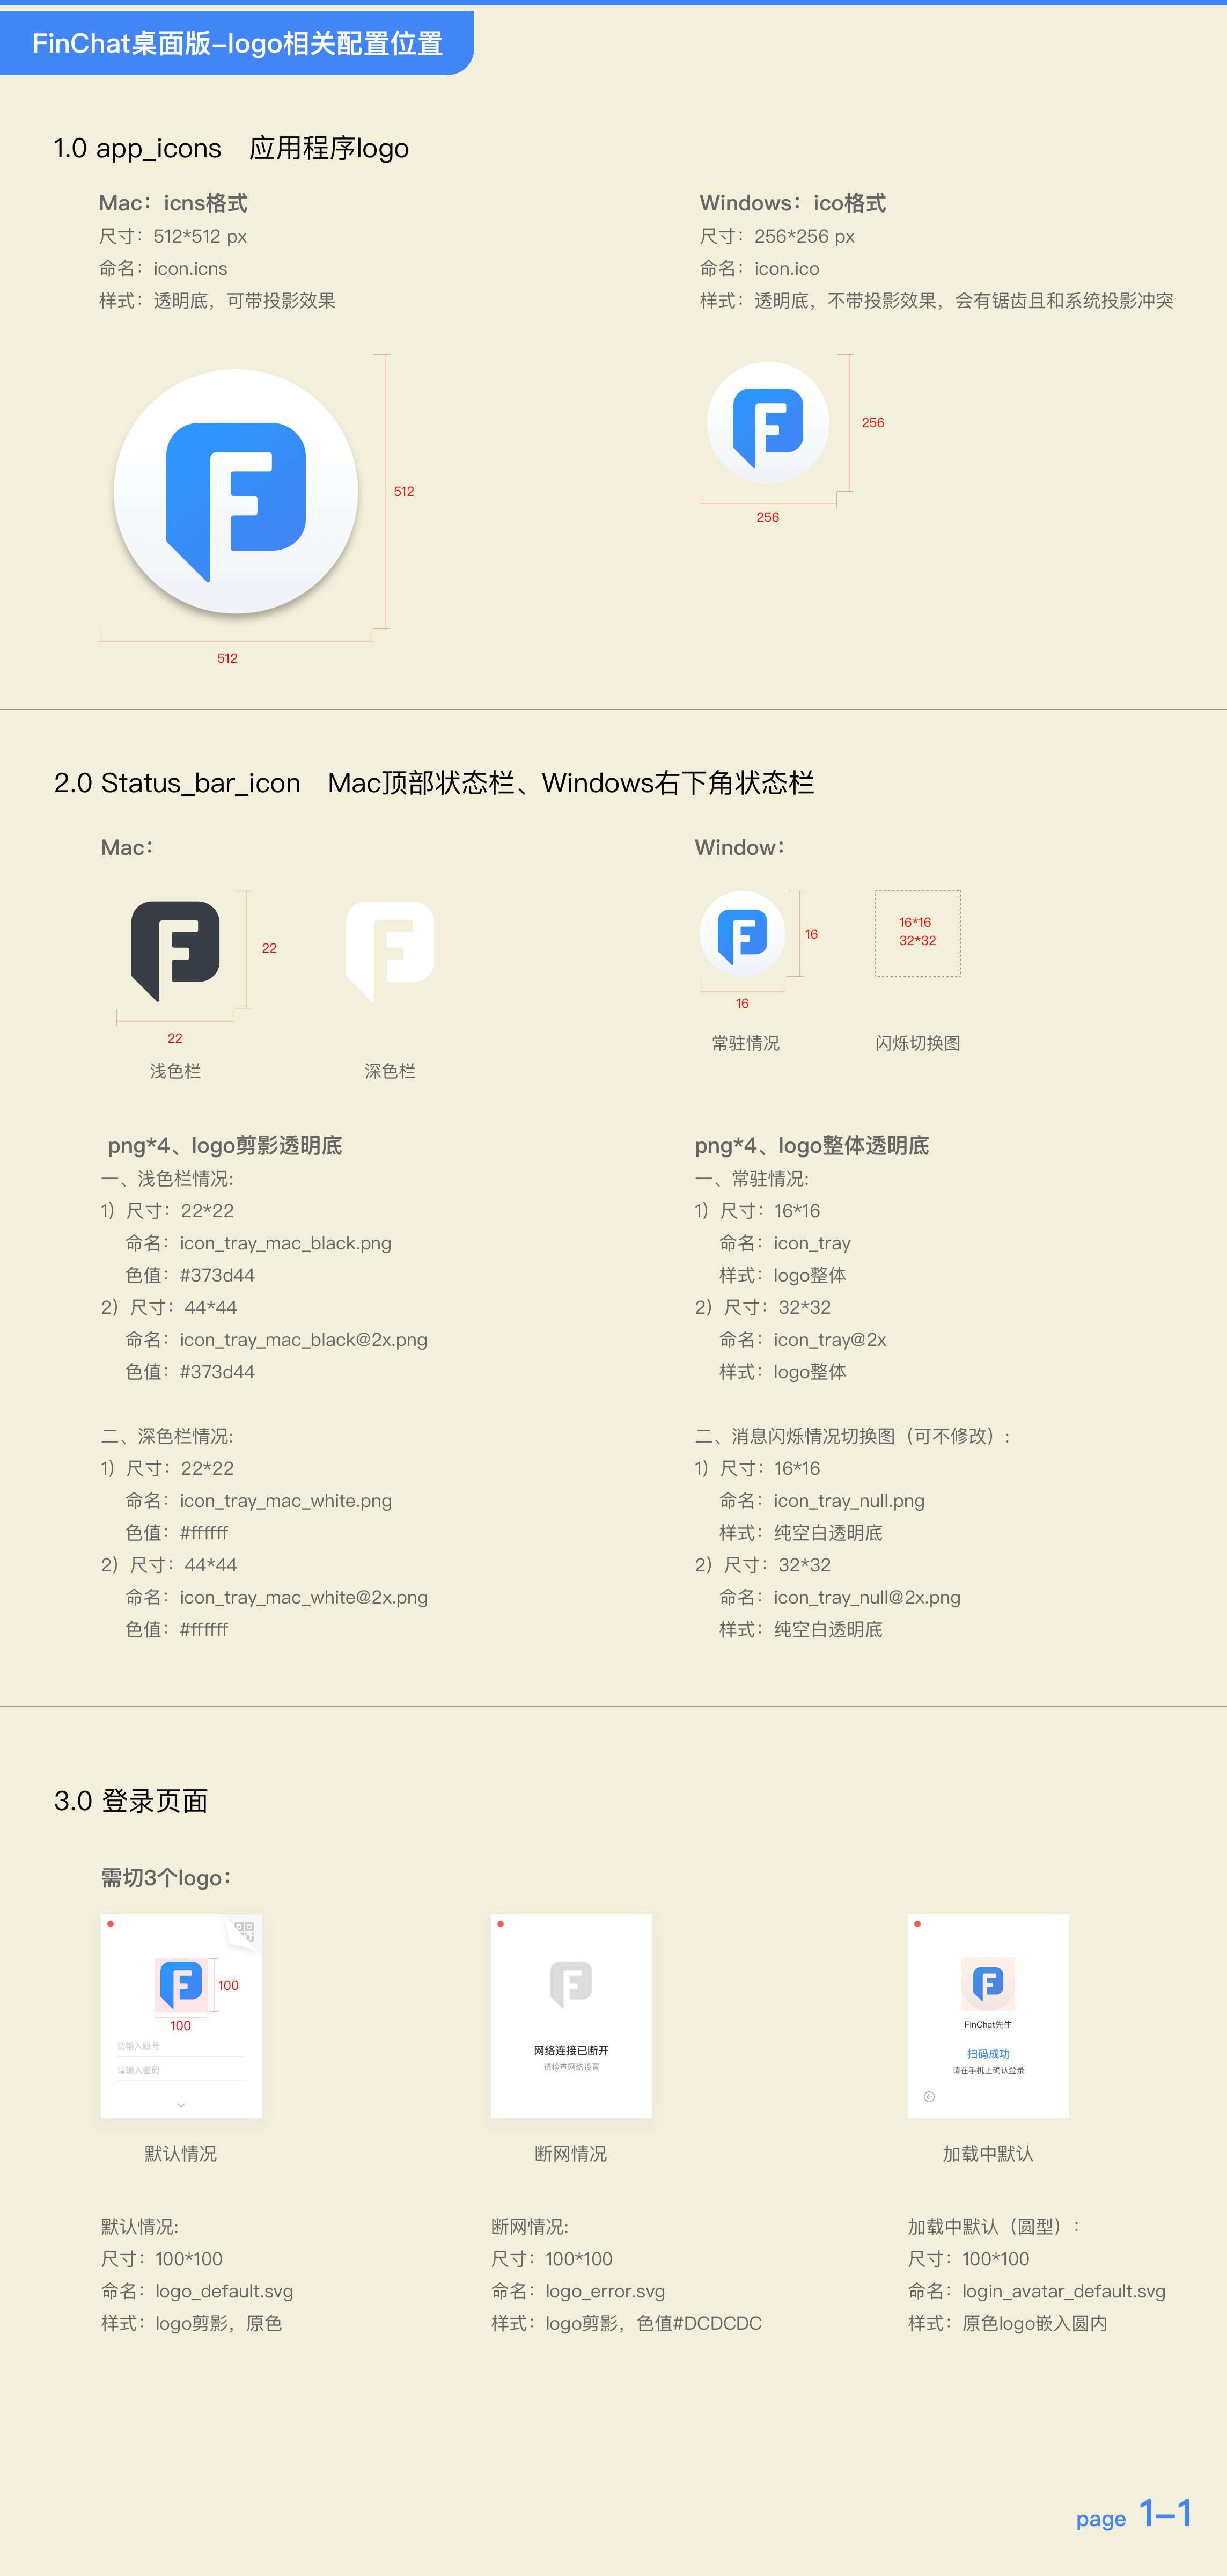 FinChat桌面版-logo相关配置位置
1.0 app_icons 应用程序logo
Mac：icns格式
尺寸：512*512 px
命名：icon.icns
样式：透明底，可带投影效果
Windows：ico格式
尺寸：256*256 px
命名：icon.ico
样式：透明底，不带投影效果，会有锯齿且和系统投影冲突
512
512
256
256
2.0 Status_bar_icon Mac顶部状态栏、Windows右下角状态栏
Mac：
22
22
浅色栏
深色栏
Window：
16
16
16*16
32*32
常驻情况
闪烁切换图
png*4、logo剪影透明底
一、浅色栏情况:
1）尺寸：22*22
命名：icon_tray_mac_black.png
色值：#373d44
2）尺寸：44*44
命名：icon_tray_mac_black@2x.png
色值：#373d44
二、深色栏情况:
1）尺寸：22*22
命名：icon_tray_mac_white.png
色值：#ffffff
2）尺寸：44*44
命名：icon_tray_mac_white@2x.png
色值：#ffffff
png*4、logo整体透明底
一、常驻情况:
1）尺寸：16*16
命名：icon_tray
样式：logo整体
2）尺寸：32*32
命名：icon_tray@2x
样式：logo整体
二、消息闪烁情况切换图（可不修改）:
1）尺寸：16*16
命名：icon_tray_null.png
样式：纯空白透明底
2）尺寸：32*32
命名：icon_tray_null@2x.png
样式：纯空白透明底
3.0 登录页面
需切3个logo：
100
100
请输入账号
请输入密码
默认情况
网络连接已断开
请检查网络设置
断网情况
FinChat先生
扫码成功
请在手机上确认登录
加载中默认
默认情况:
尺寸：100*100
命名：logo_default.svg
样式：logo剪影，原色
断网情况:
尺寸：100*100
命名：logo_error.svg
样式：logo剪影，色值#DCDCDC
加载中默认（圆型）:
尺寸：100*100
命名：login_avatar_default.svg
样式：原色logo嵌入圆内
page 1-1